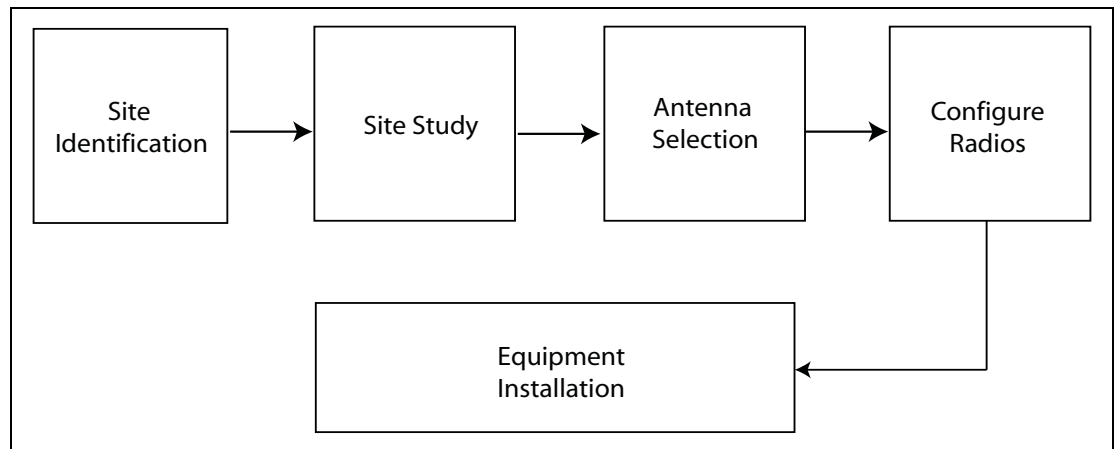 Site
Identification
Site Study
Antenna
Selection
Configure
Radios
Equipment
Installation